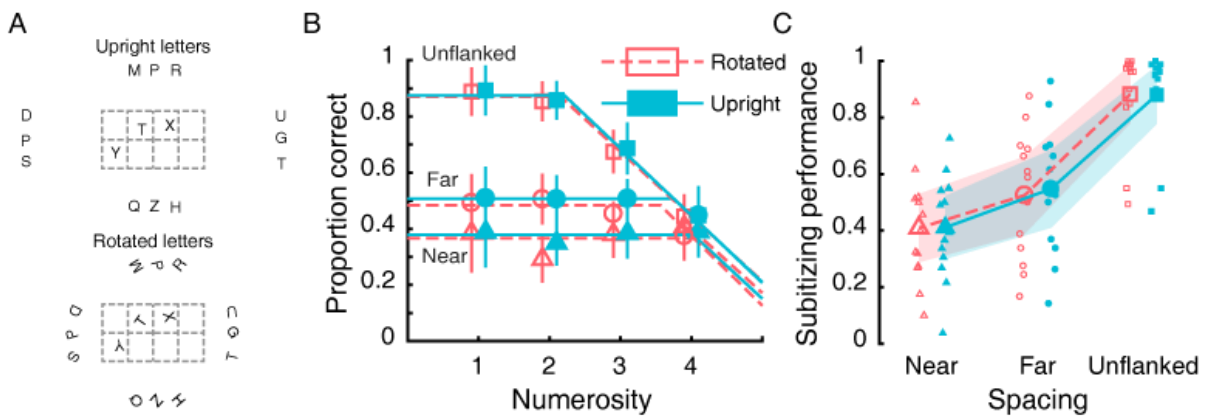 A
Upright letters
M P R
D
P
S
T X
Y
U
G
T
Q Z H
Rotated letters
M P R
D
P
S
T X
Y
U
G
T
Q Z H
B
Proportion correct
1
0.8
0.6
0.4
0.2
0
Unflanked
Far
Near
Rotated
Upright
1 2 3 4
Numerosity
C
Subitizing performance
1
0.8
0.6
0.4
0.2
0
Near Far Unflanked
Spacing